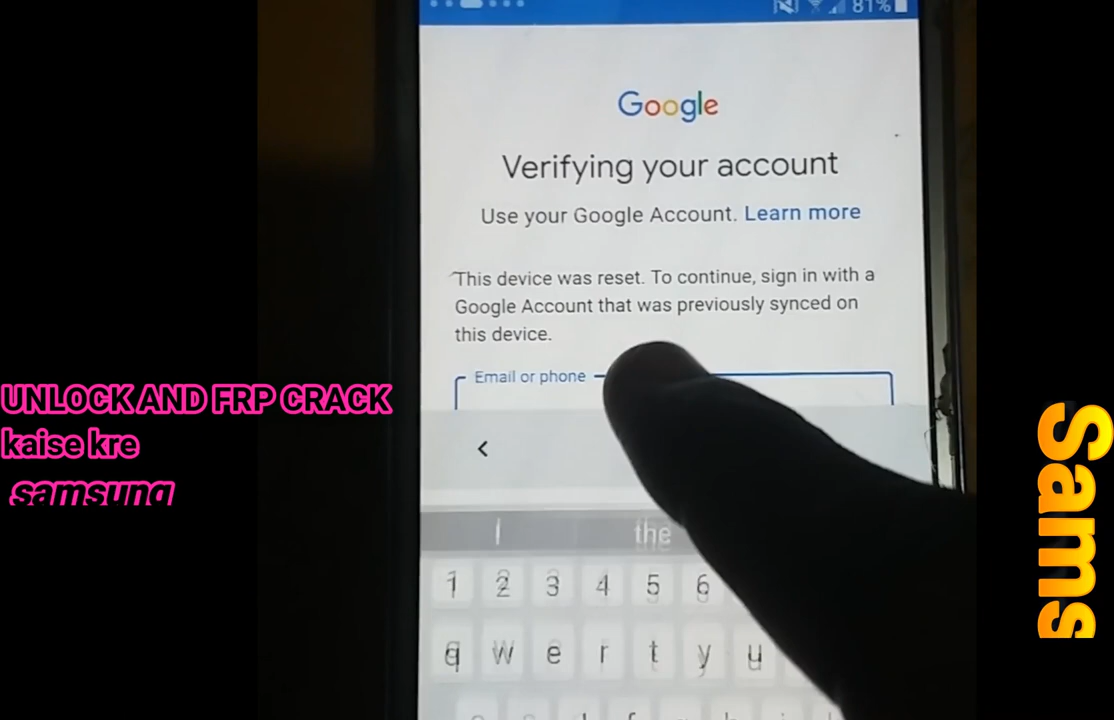 81%
Google
Verifying your account
Use your Google Account. Learn more
This device was reset. To continue, sign in with a
Google Account that was previously synced on
this device.
Email or phone
UNLOCK AND FRP CRACK
kaise kre
samsung
Sams
I the
1 2 3 4 5 6
q w e r t y u